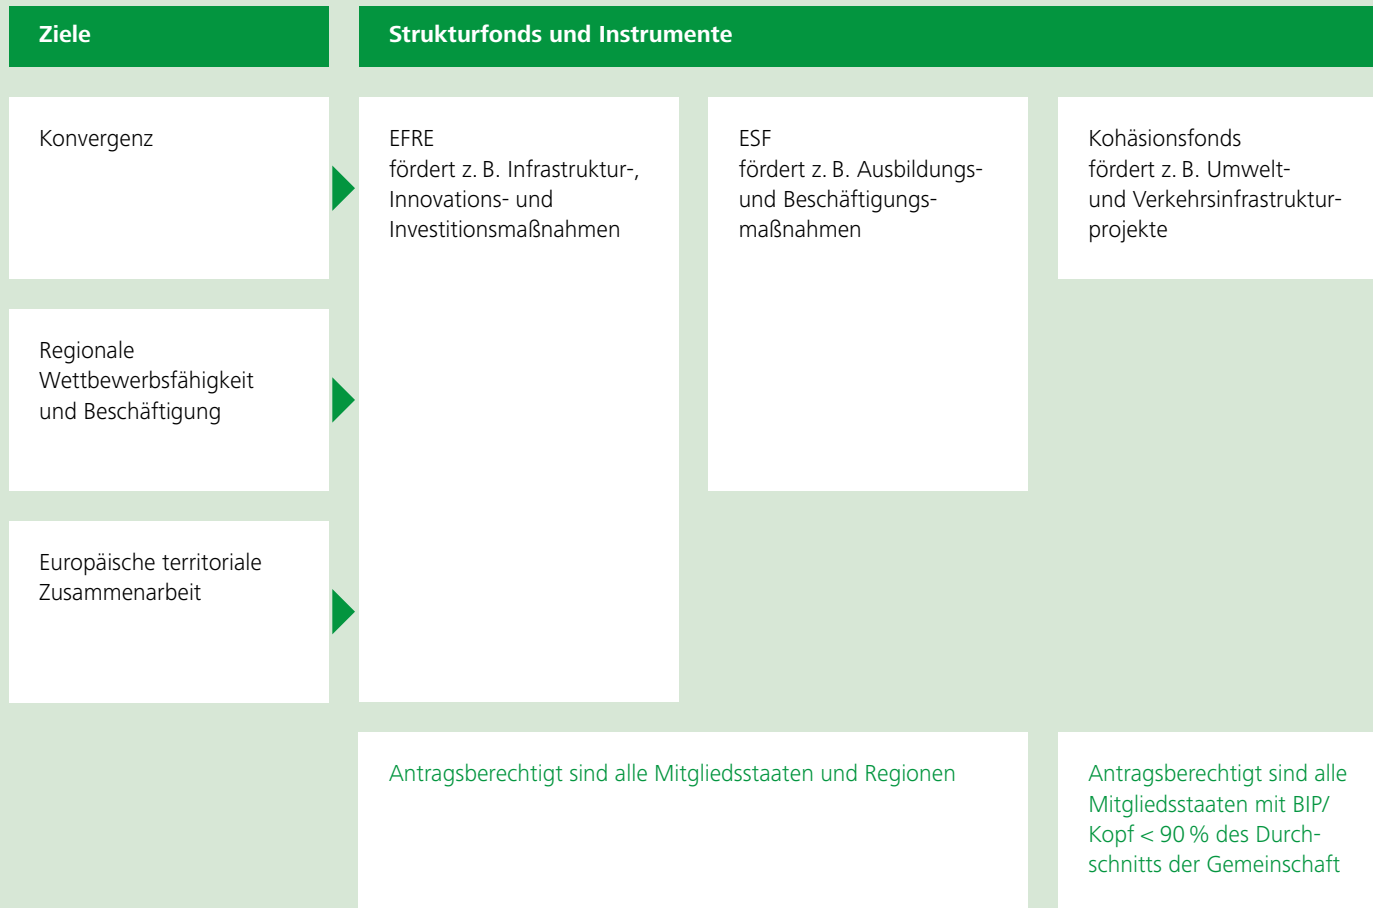 Ziele
Strukturfonds und Instrumente
Konvergenz
EFRE
fördert z. B. Infrastruktur-,
Innovations- und
Investitionsmaßnahmen
ESF
fördert z. B. Ausbildungs-
und Beschäftigungs-
maßnahmen
Kohäsionsfonds
fördert z. B. Umwelt-
und Verkehrsinfrastruktur-
projekte
Regionale
Wettbewerbsfähigkeit
und Beschäftigung
Europäische territoriale
Zusammenarbeit
Antragsberechtigt sind alle Mitgliedsstaaten und Regionen
Antragsberechtigt sind alle
Mitgliedsstaaten mit BIP/
Kopf < 90 % des Durch-
schnitts der Gemeinschaft